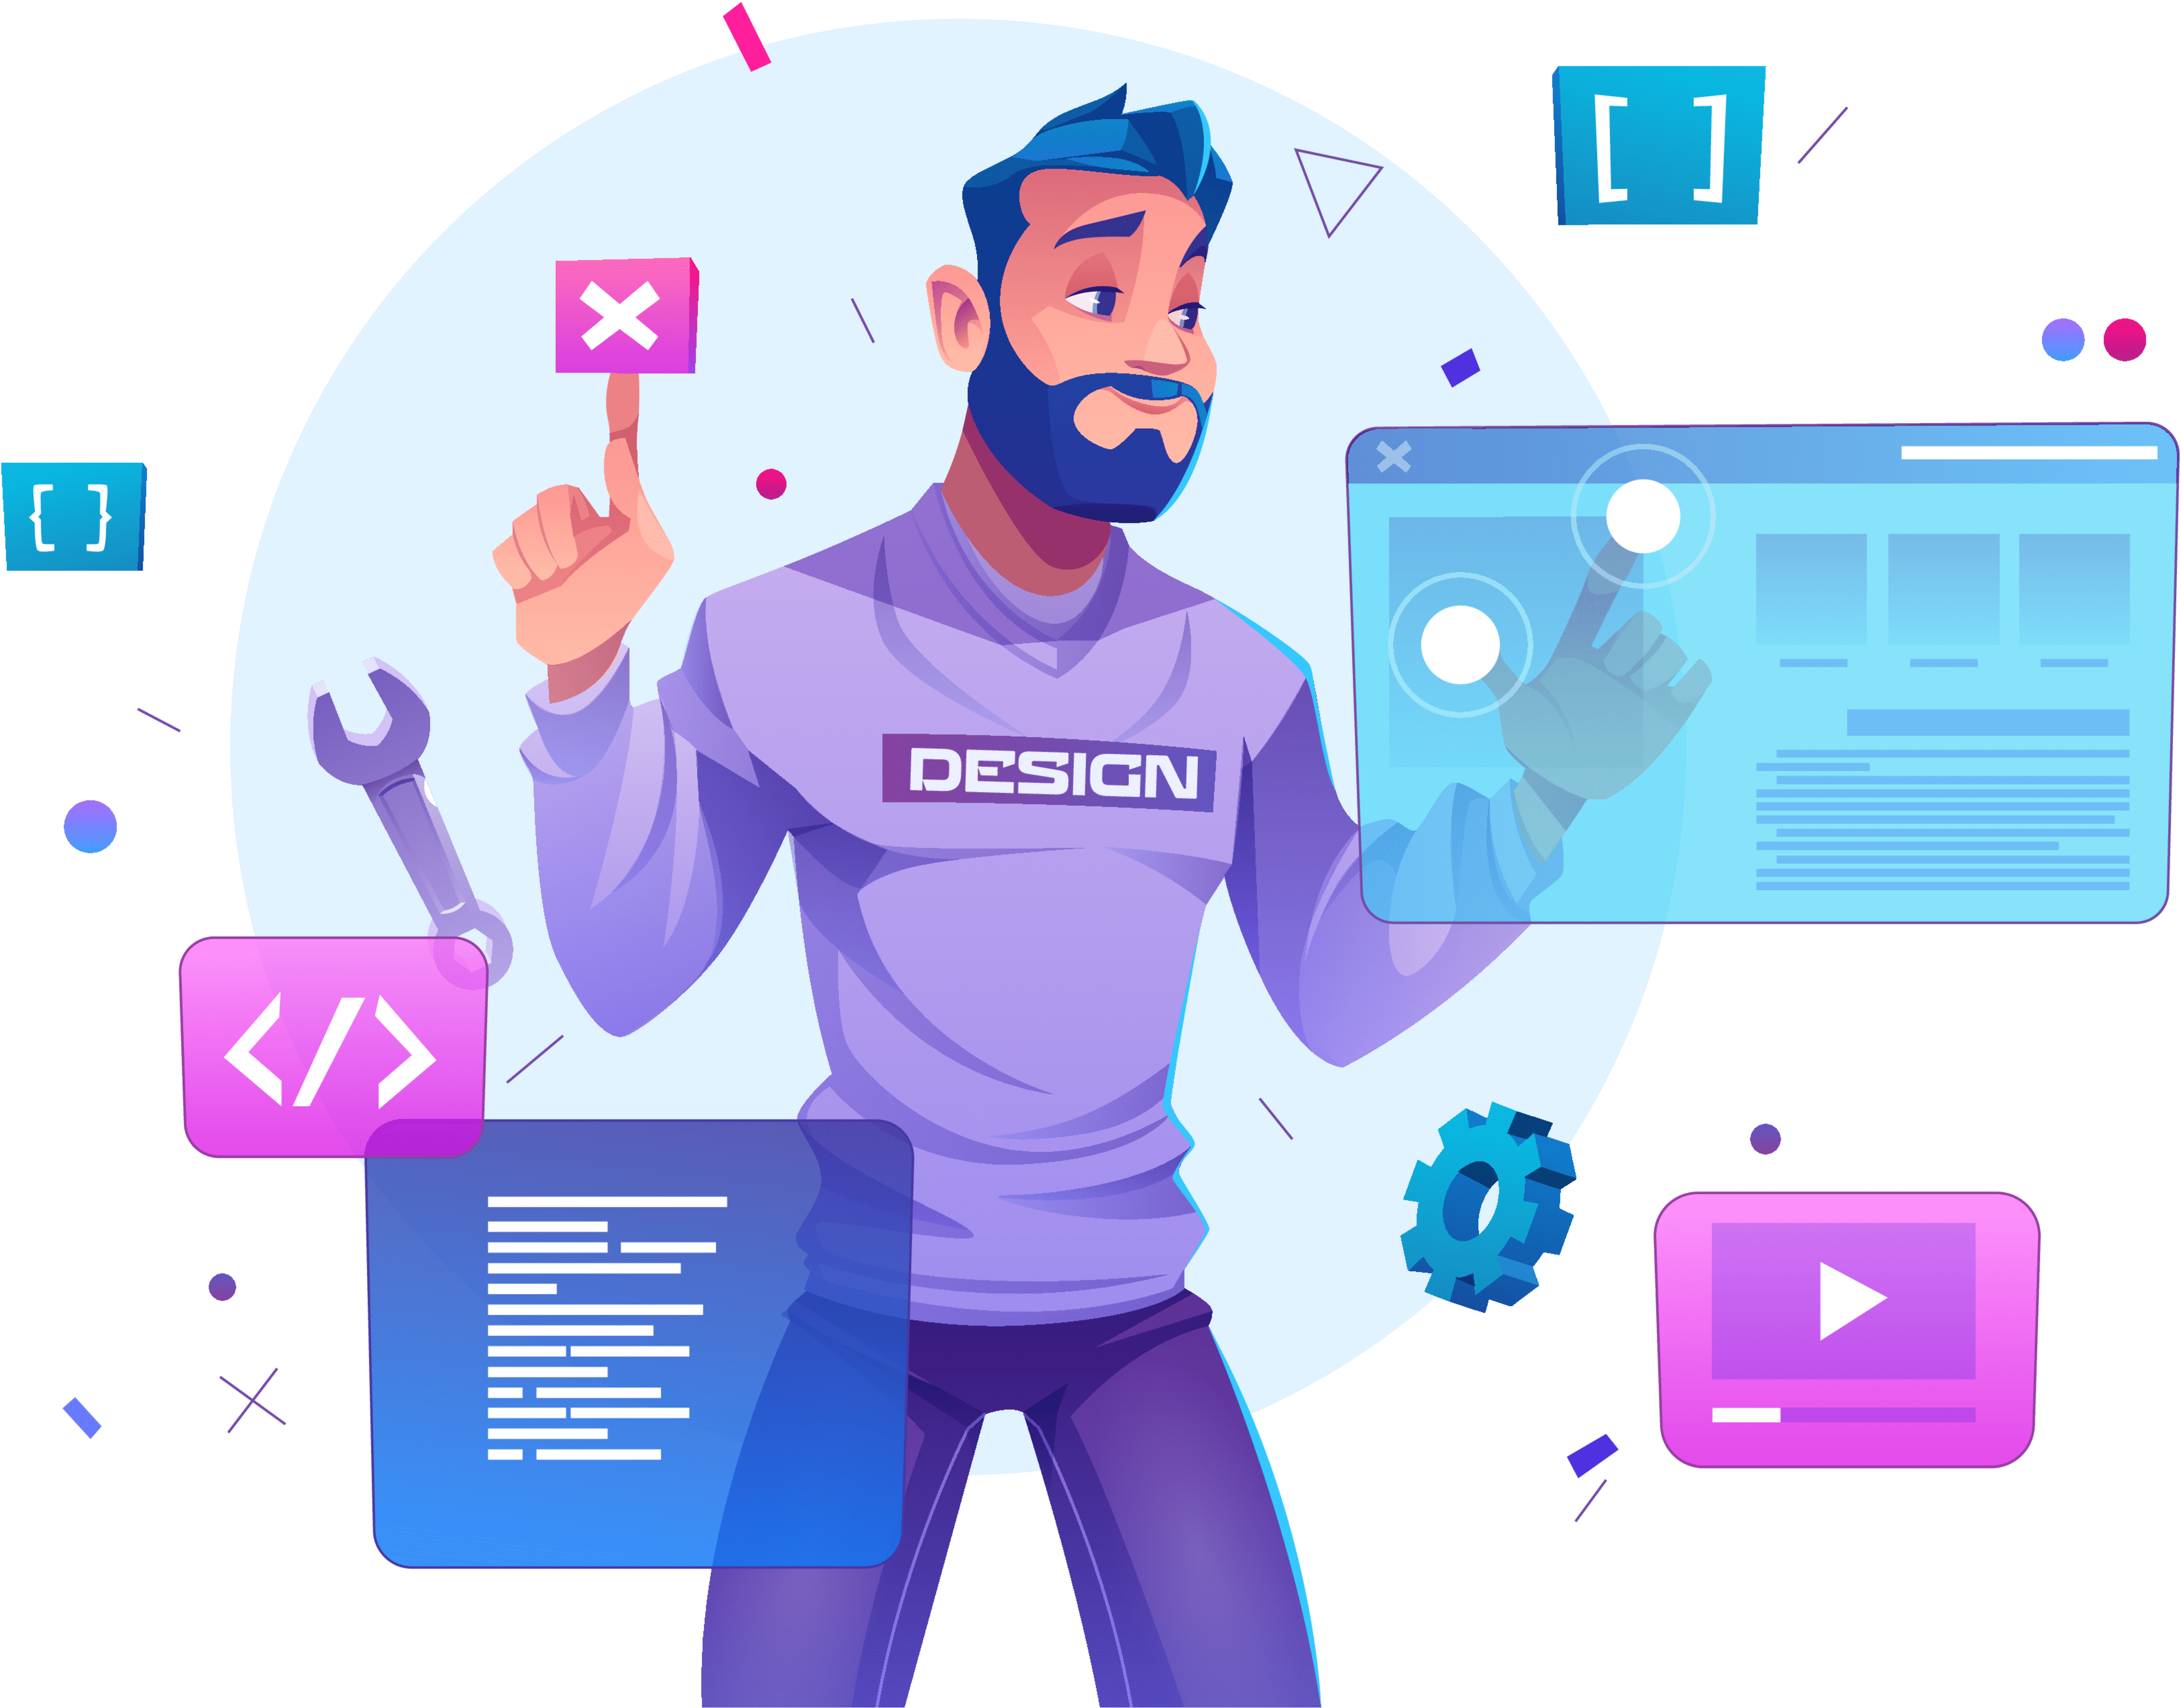 [ ]
{ }
DESIGN
</>